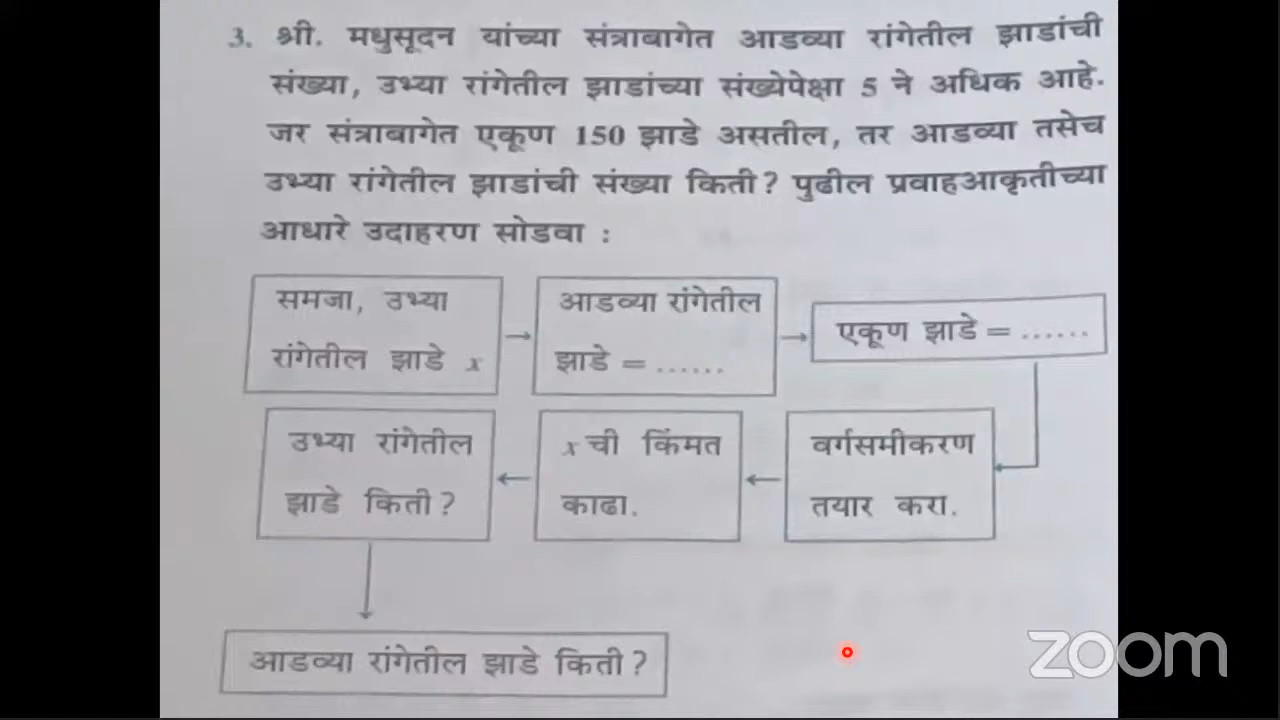 3. श्री. मधुसूदन यांच्या संत्राबागेत आडव्या रांगेतील झाडांची
संख्या, उभ्या रांगेतील झाडांच्या संख्येपेक्षा 5 ने अधिक आहे.
जर संत्राबागेत एकूण 150 झाडे असतील, तर आडव्या तसेच
उभ्या रांगेतील झाडांची संख्या किती? पुढील प्रवाहआकृतीच्या
आधारे उदाहरण सोडवा :
समजा, उभ्या
रांगेतील झाडे x
→
आडव्या रांगेतील
झाडे = ......
→
एकूण झाडे = ......
वर्गसमीकरण
तयार करा.
←
x ची किंमत
काढा.
←
उभ्या रांगेतील
झाडे किती?
आडव्या रांगेतील झाडे किती?
zoom